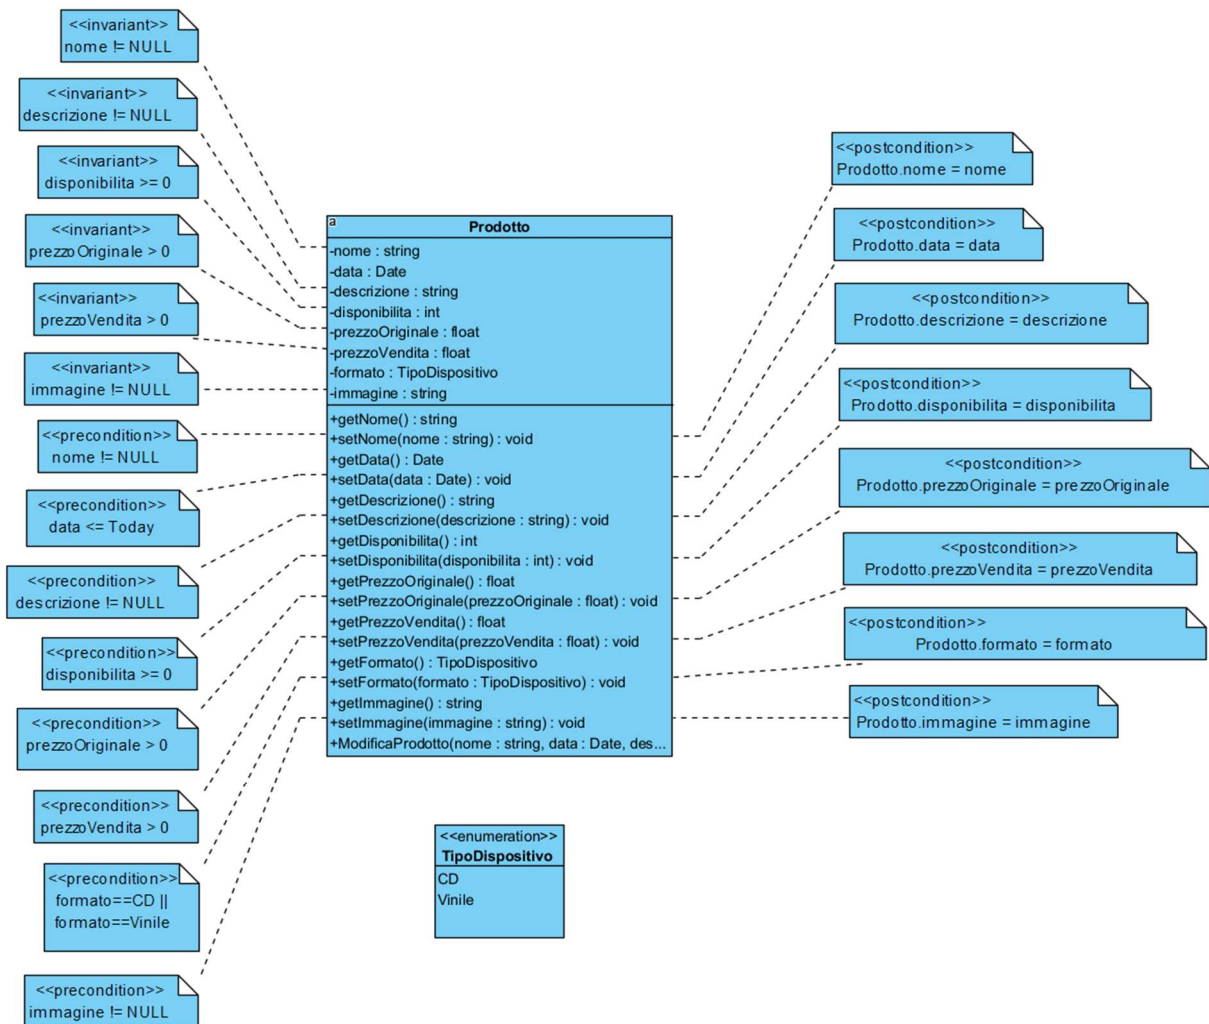 <<invariant>>
nome != NULL
<<invariant>>
descrizione != NULL
<<invariant>>
disponibilita >= 0
<<invariant>>
prezzoOriginale > 0
<<invariant>>
prezzoVendita > 0
<<invariant>>
immagine != NULL
<<precondition>>
nome != NULL
<<precondition>>
data <= Today
<<precondition>>
descrizione != NULL
<<precondition>>
disponibilita >= 0
<<precondition>>
prezzoOriginale > 0
<<precondition>>
prezzoVendita > 0
<<precondition>>
formato==CD ||
formato==Vinile
<<precondition>>
immagine != NULL
a
Prodotto
-nome : string
-data : Date
-descrizione : string
-disponibilita : int
-prezzoOriginale : float
-prezzoVendita : float
-formato : TipoDispositivo
-immagine : string
+getNome() : string
+setNome(nome : string) : void
+getData() : Date
+setData(data : Date) : void
+getDescrizione() : string
+setDescrizione(descrizione : string) : void
+getDisponibilita() : int
+setDisponibilita(disponibilita : int) : void
+getPrezzoOriginale() : float
+setPrezzoOriginale(prezzoOriginale : float) : void
+getPrezzoVendita() : float
+setPrezzoVendita(prezzoVendita : float) : void
+getFormato() : TipoDispositivo
+setFormato(formato : TipoDispositivo) : void
+getImmagine() : string
+setImmagine(immagine : string) : void
+ModificaProdotto(nome : string, data : Date, des...
<<enumeration>>
TipoDispositivo
CD
Vinile
<<postcondition>>
Prodotto.nome = nome
<<postcondition>>
Prodotto.data = data
<<postcondition>>
Prodotto.descrizione = descrizione
<<postcondition>>
Prodotto.disponibilita = disponibilita
<<postcondition>>
Prodotto.prezzoOriginale = prezzoOriginale
<<postcondition>>
Prodotto.prezzoVendita = prezzoVendita
<<postcondition>>
Prodotto.formato = formato
<<postcondition>>
Prodotto.immagine = immagine